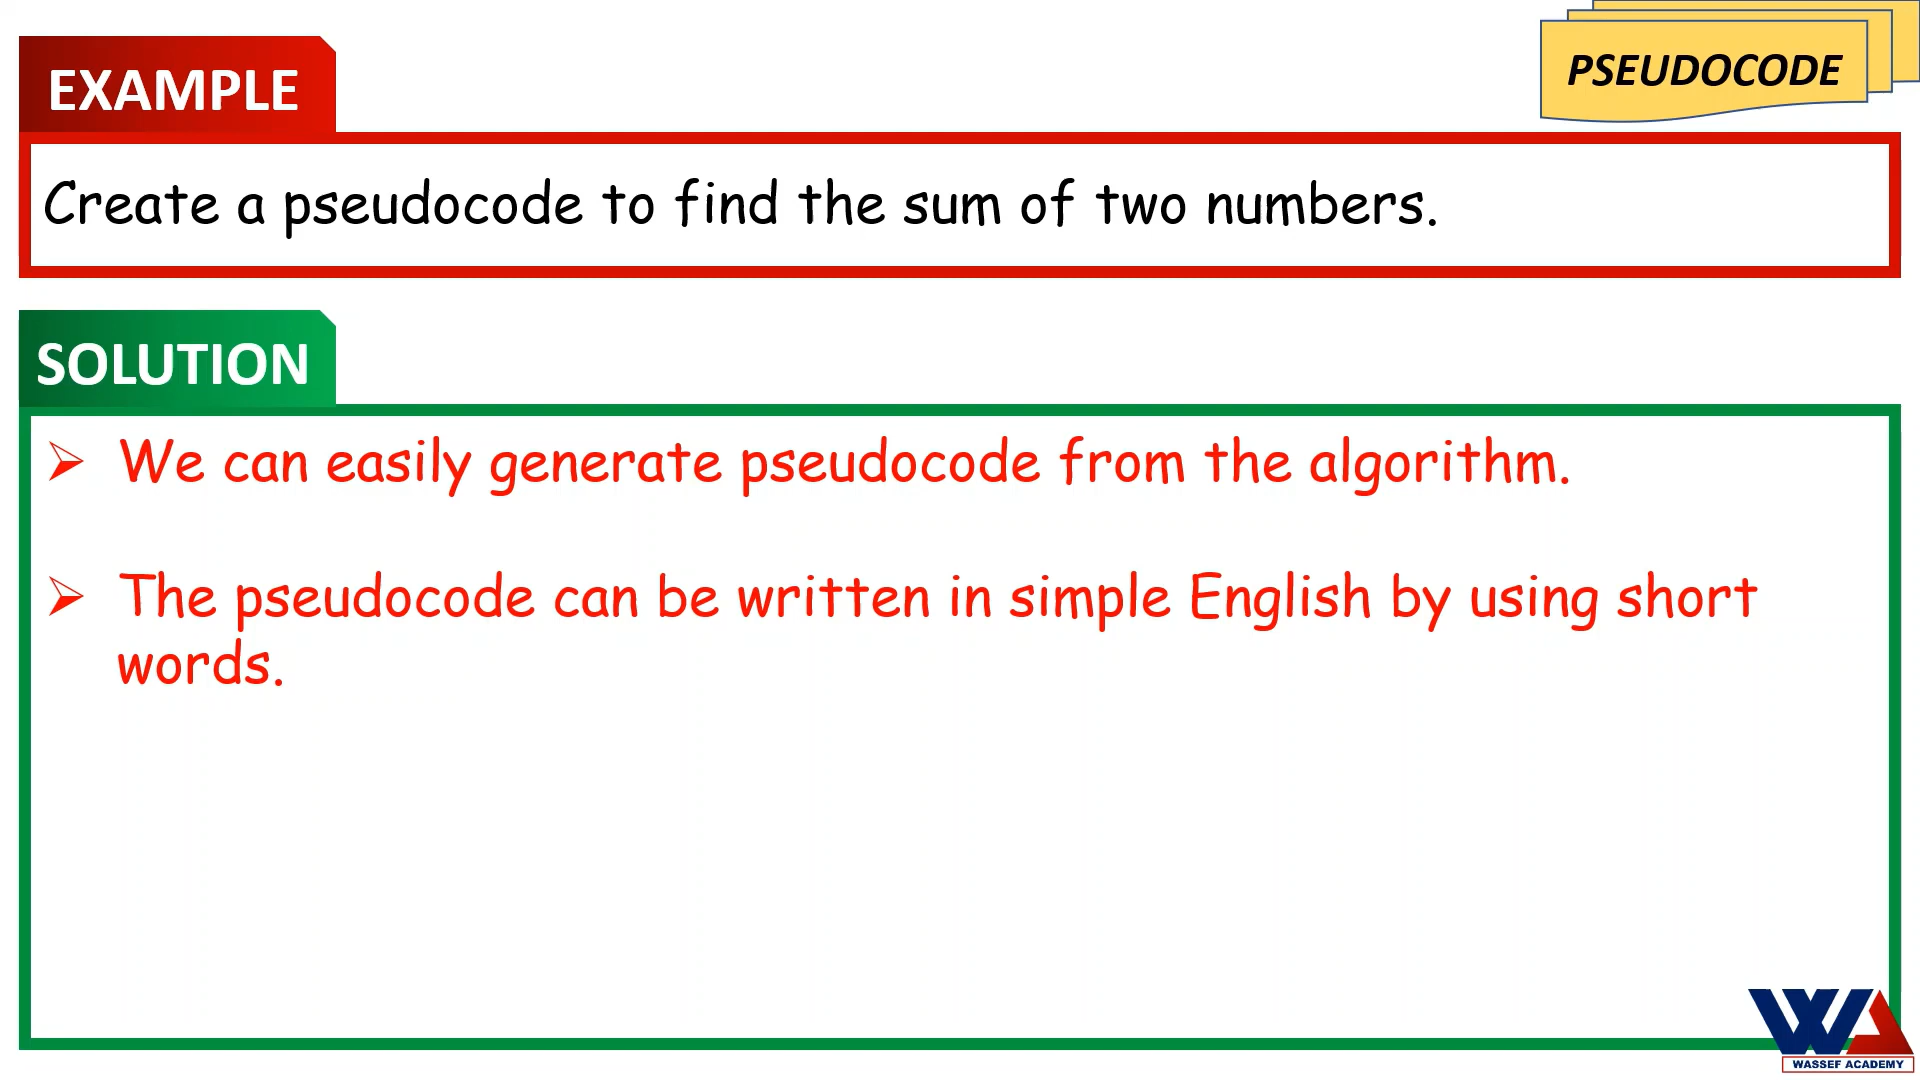 PSEUDOCODE
EXAMPLE
Create a pseudocode to find the sum of two numbers.
SOLUTION
➢ We can easily generate pseudocode from the algorithm.
➢ The pseudocode can be written in simple English by using short
words.
WA
WASSEF ACADEMY